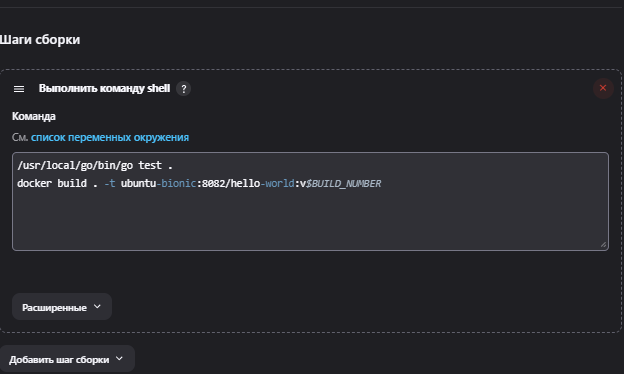 Шаги сборки
Выполнить команду shell ?
Команда
См. список переменных окружения
/usr/local/go/bin/go test .
docker build . -t ubuntu-bionic:8082/hello-world:v$BUILD_NUMBER
Расширенные
Добавить шаг сборки